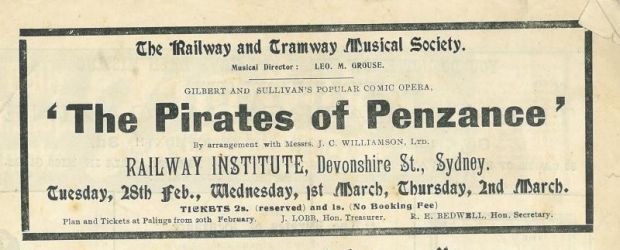 The Railway and Tramway Musical Society.
Musical Director: LEO. M. GROUSE.
GILBERT AND SULLIVAN'S POPULAR COMIC OPERA,
'The Pirates of Penzance'
By arrangement with Messrs. J. C. WILLIAMSON, LTD.
RAILWAY INSTITUTE, Devonshire St., Sydney.
Tuesday, 28th Feb., Wednesday, 1st March, Thursday, 2nd March.
TICKETS 2s. (reserved) and 1s. (No Booking Fee)
Plan and Tickets at Palings from 20th February. J. LOBB, Hon. Treasurer. R. E. BEDWELL, Hon. Secretary.